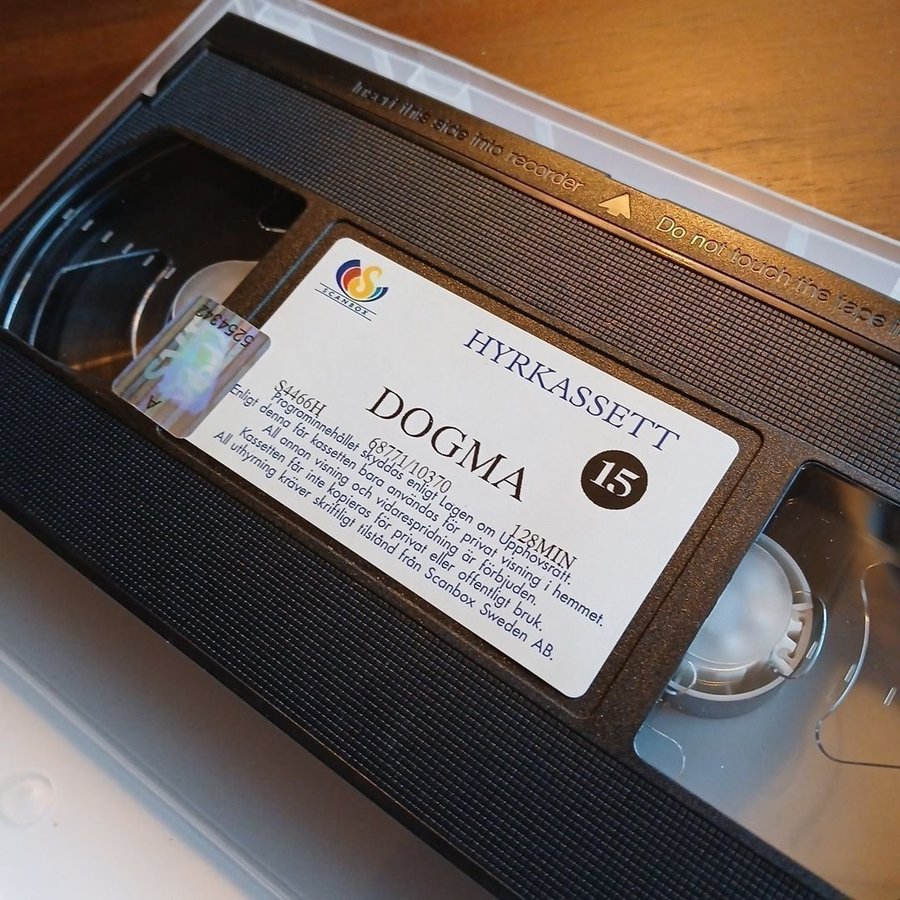 Insert this side into recorder Do not touch the tape
SCANBOX
5254342
A
HYRKASSETT
DOGMA
15
S4466H
68771/10370
128MIN
Programinnehållet skyddas enligt Lagen om Upphovsrätt.
Enligt denna får kassetten bara användas för privat visning i hemmet.
All annan visning och vidarespridning är förbjuden.
Kassetten får inte kopieras för privat eller offentligt bruk.
All uthyrning kräver skriftligt tilstånd från Scanbox Sweden AB.